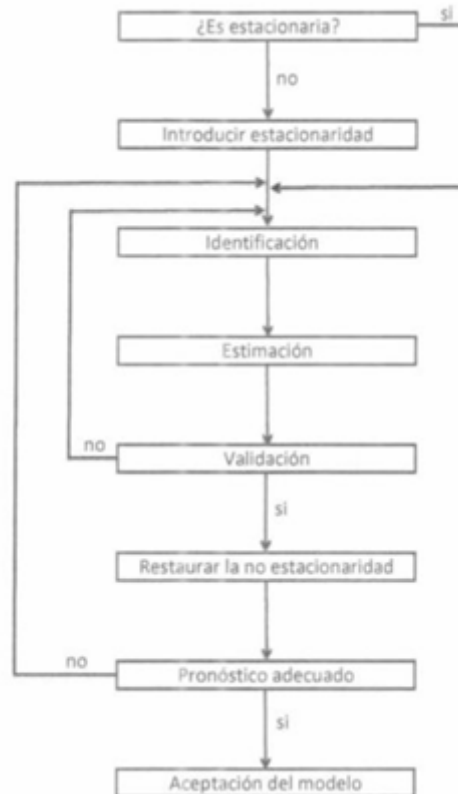 ¿Es estacionaria?
si
no
Introducir estacionaridad
Identificación
Estimación
no
Validación
si
Restaurar la no estacionaridad
no
Pronóstico adecuado
si
Aceptación del modelo